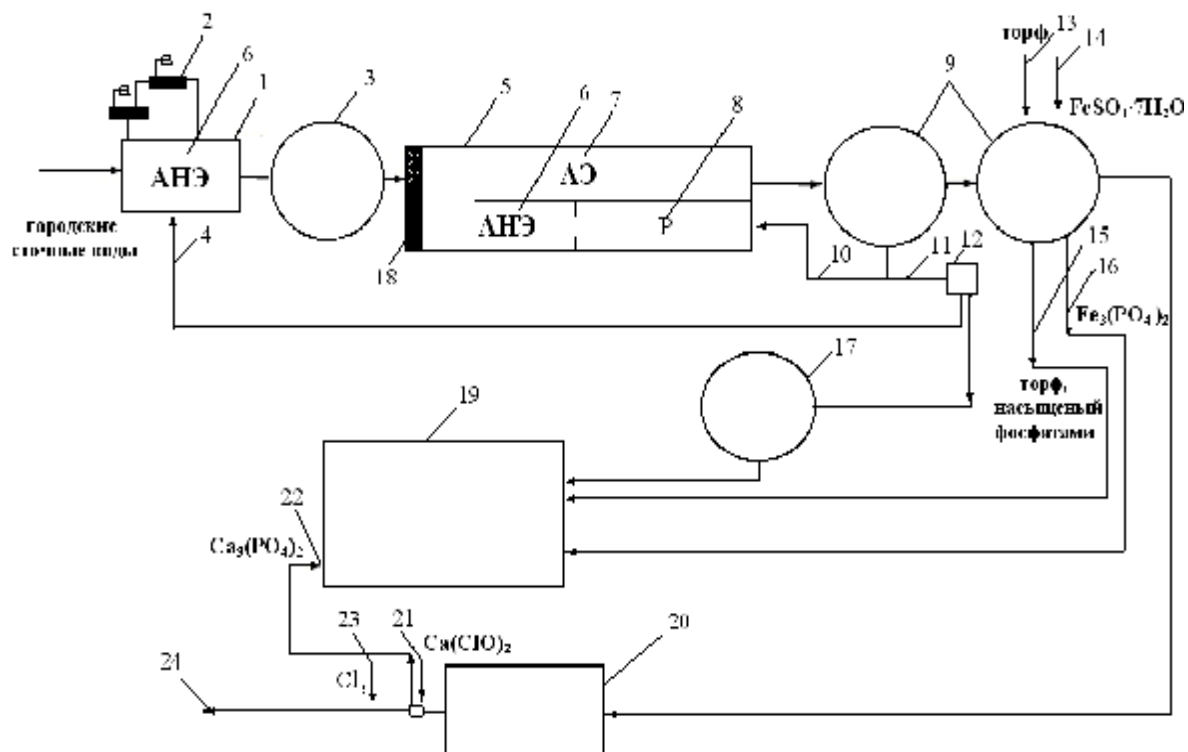 2
6
1
3
5
6
7
8
9
торф
13
14
FeSO₄·7H₂O
АНЭ
АЭ
АНЭ
Р
городские
сточные воды
4
18
10
11
12
15
16
Fe₃(PO₄)₂
17
торф,
насыщеный
фосфатами
19
22
Ca₃(PO₄)₂
23
21
Ca(ClO)₂
20
24
Cl₂